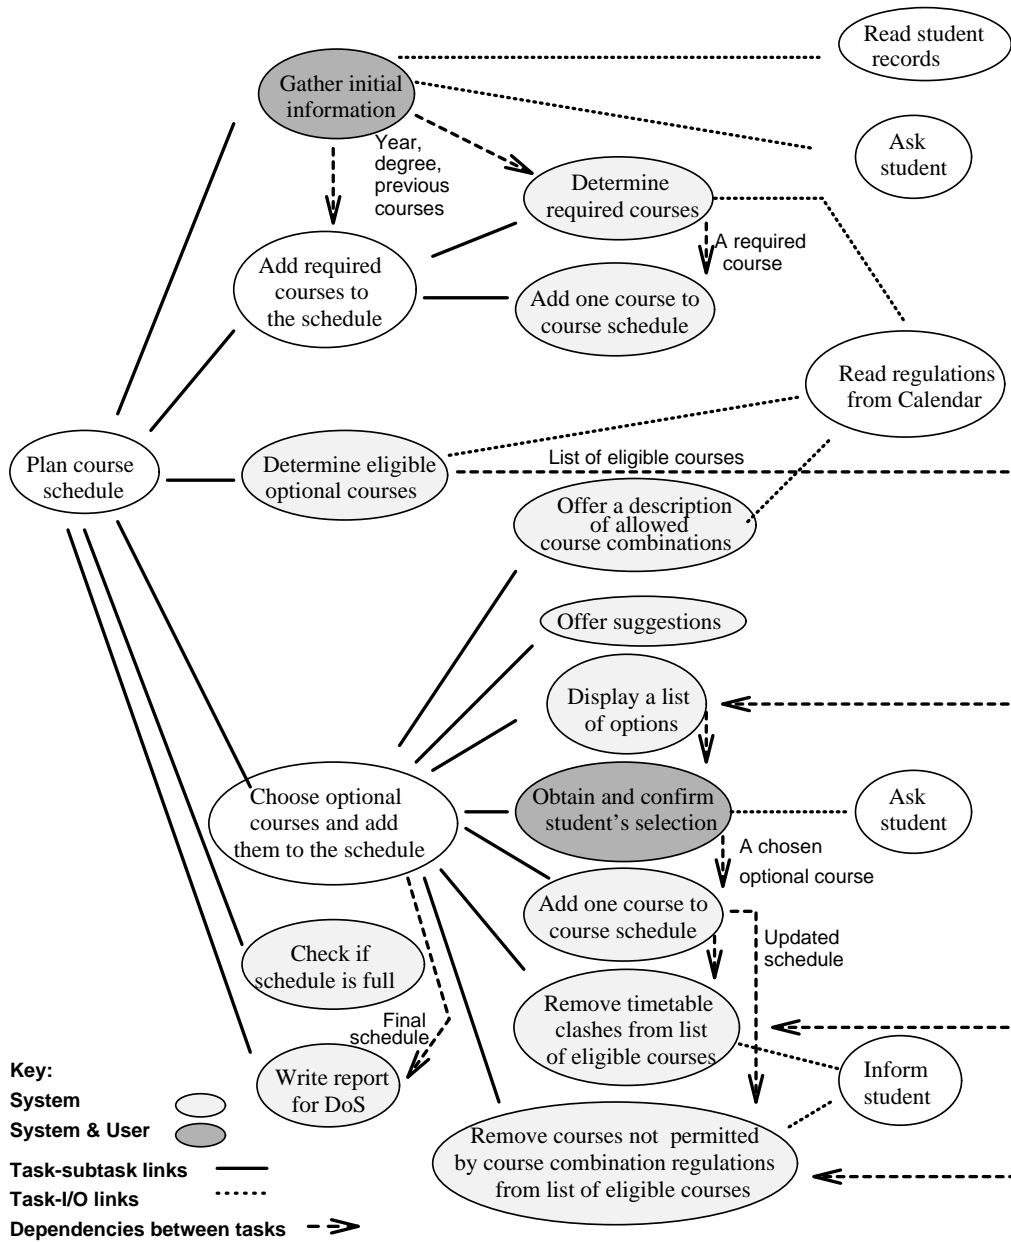 Read student
records
Gather initial
information
Ask
student
Year,
degree,
previous
courses
Determine
required courses
A required
course
Add required
courses to
the schedule
Add one course to
course schedule
Read regulations
from Calendar
Plan course
schedule
Determine eligible
optional courses
List of eligible courses
Offer a description
of allowed
course combinations
Offer suggestions
Display a list
of options
Choose optional
courses and add
them to the schedule
Obtain and confirm
student's selection
Ask
student
A chosen
optional course
Add one course to
course schedule
Updated
schedule
Check if
schedule is full
Remove timetable
clashes from list
of eligible courses
Final
schedule
Inform
student
Write report
for DoS
Remove courses not permitted
by course combination regulations
from list of eligible courses
Key:
System
System & User
Task-subtask links
Task-I/O links
Dependencies between tasks